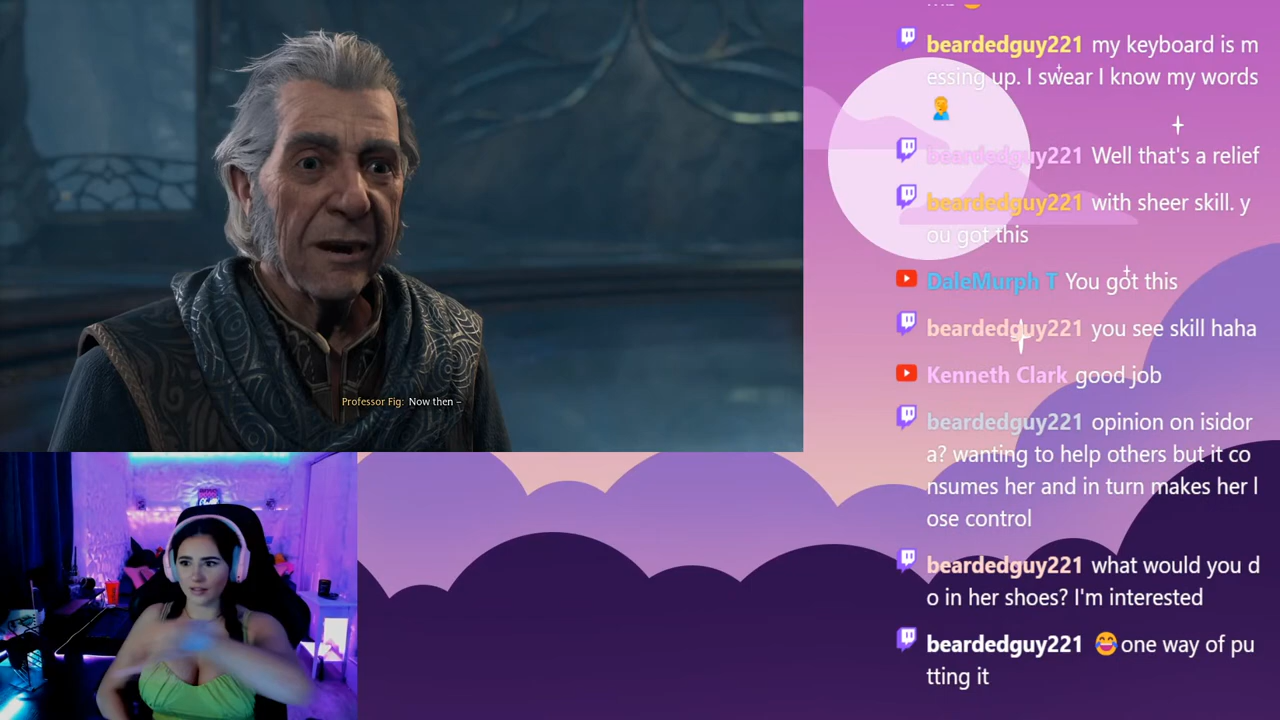 Professor Fig: Now then –
beardedguy221 my keyboard is m
essing up. I swear I know my words
beardedguy221 Well that's a relief
beardedguy221 with sheer skill. y
ou got this
DaleMurph T You got this
beardedguy221 you see skill haha
Kenneth Clark good job
beardedguy221 opinion on isidor
a? wanting to help others but it co
nsumes her and in turn makes her l
ose control
beardedguy221 what would you d
o in her shoes? I'm interested
beardedguy221 😂one way of pu
tting it